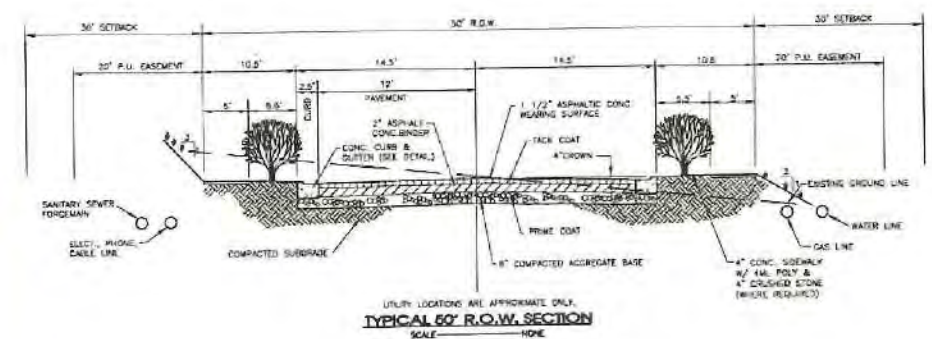 30' SETBACK
50' R.O.W.
30' SETBACK
20' P.U. EASEMENT
10.5'
14.5'
14.5'
10.5
20' P.U. EASEMENT
2.5'
12'
5'
5.5'
CURB
PAVEMENT
5.5'
5'
1 1/2" ASPHALTIC CONC.
WEARING SURFACE
2" ASPHALT
CONC.BINDER
TACK COAT
CONC. CURB &
GUTTER (SEE DETAIL)
4"CROWN
EXISTING GROUND LINE
SANITARY SEWER
FORCEMAIN
WATER LINE
ELECT., PHONE,
CABLE LINE
GAS LINE
COMPACTED SUBGRADE
PRIME COAT
8" COMPACTED AGGREGATE BASE
4" CONC. SIDEWALK
W/ 4ML POLY &
4" CRUSHED STONE
(WHERE REQUIRED)
UTILITY LOCATIONS ARE APPROXIMATE ONLY.
TYPICAL 50' R.O.W. SECTION
SCALE NONE